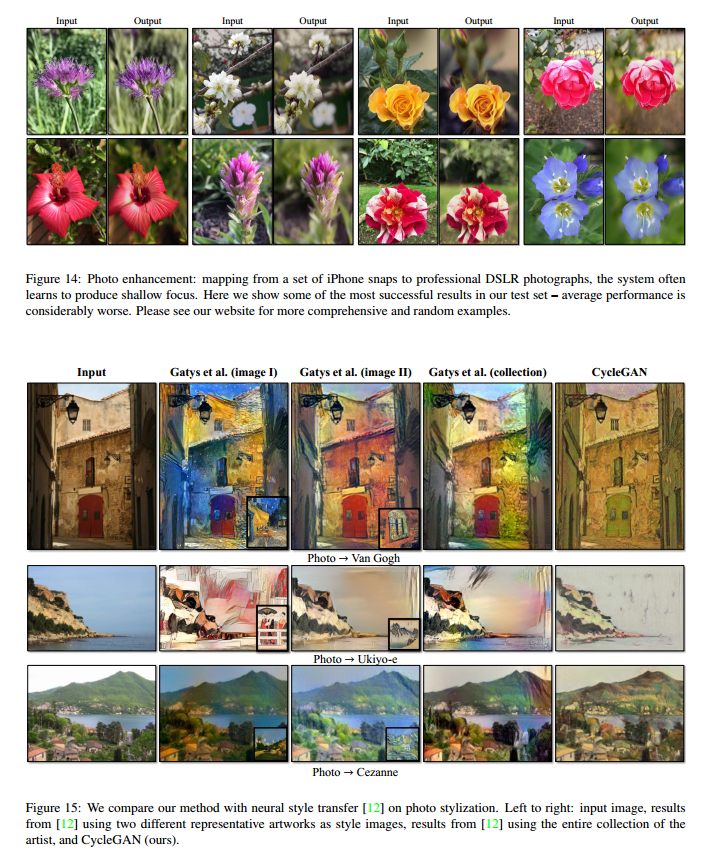 Input Output Input Output Input Output Input Output
Figure 14: Photo enhancement: mapping from a set of iPhone snaps to professional DSLR photographs, the system often
learns to produce shallow focus. Here we show some of the most successful results in our test set – average performance is
considerably worse. Please see our website for more comprehensive and random examples.
Input Gatys et al. (image I) Gatys et al. (image II) Gatys et al. (collection) CycleGAN
Photo → Van Gogh
Photo → Ukiyo-e
Photo → Cezanne
Figure 15: We compare our method with neural style transfer [12] on photo stylization. Left to right: input image, results
from [12] using two different representative artworks as style images, results from [12] using the entire collection of the
artist, and CycleGAN (ours).